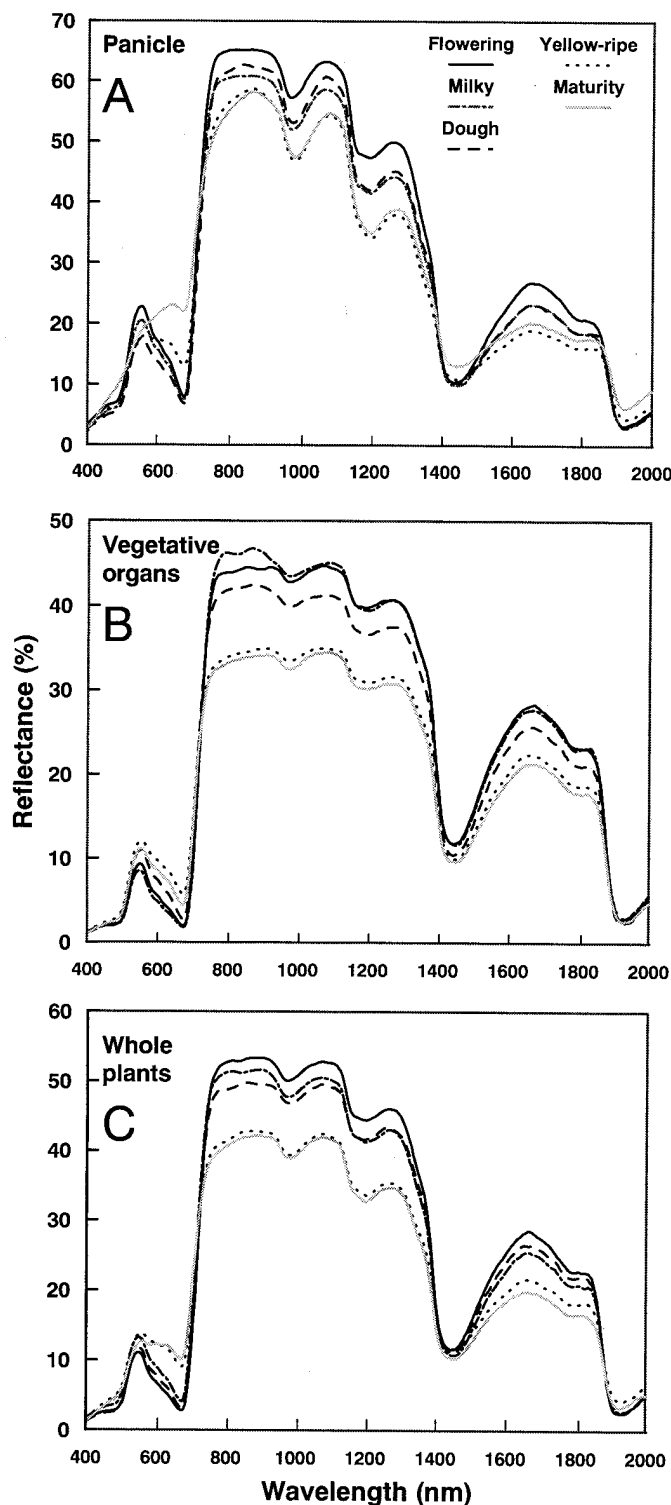 Panicle
A
Flowering Yellow-ripe
Milky Maturity
Dough
70
60
50
40
30
20
10
0
400 600 800 1000 1200 1400 1600 1800 2000
Vegetative
organs
B
50
40
30
20
10
0
400 600 800 1000 1200 1400 1600 1800 2000
Reflectance (%)
Whole
plants
C
60
50
40
30
20
10
0
400 600 800 1000 1200 1400 1600 1800 2000
Wavelength (nm)